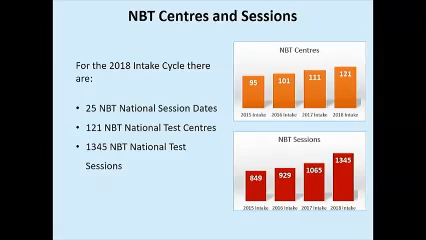 NBT Centres and Sessions
For the 2018 Intake Cycle there
are:
• 25 NBT National Session Dates
• 121 NBT National Test Centres
• 1345 NBT National Test
Sessions
NBT Centres
95 101 111 121
2015 Intake 2016 Intake 2017 Intake 2018 Intake
NBT Sessions
849 929 1065 1345
2015 Intake 2016 Intake 2017 Intake 2018 Intake